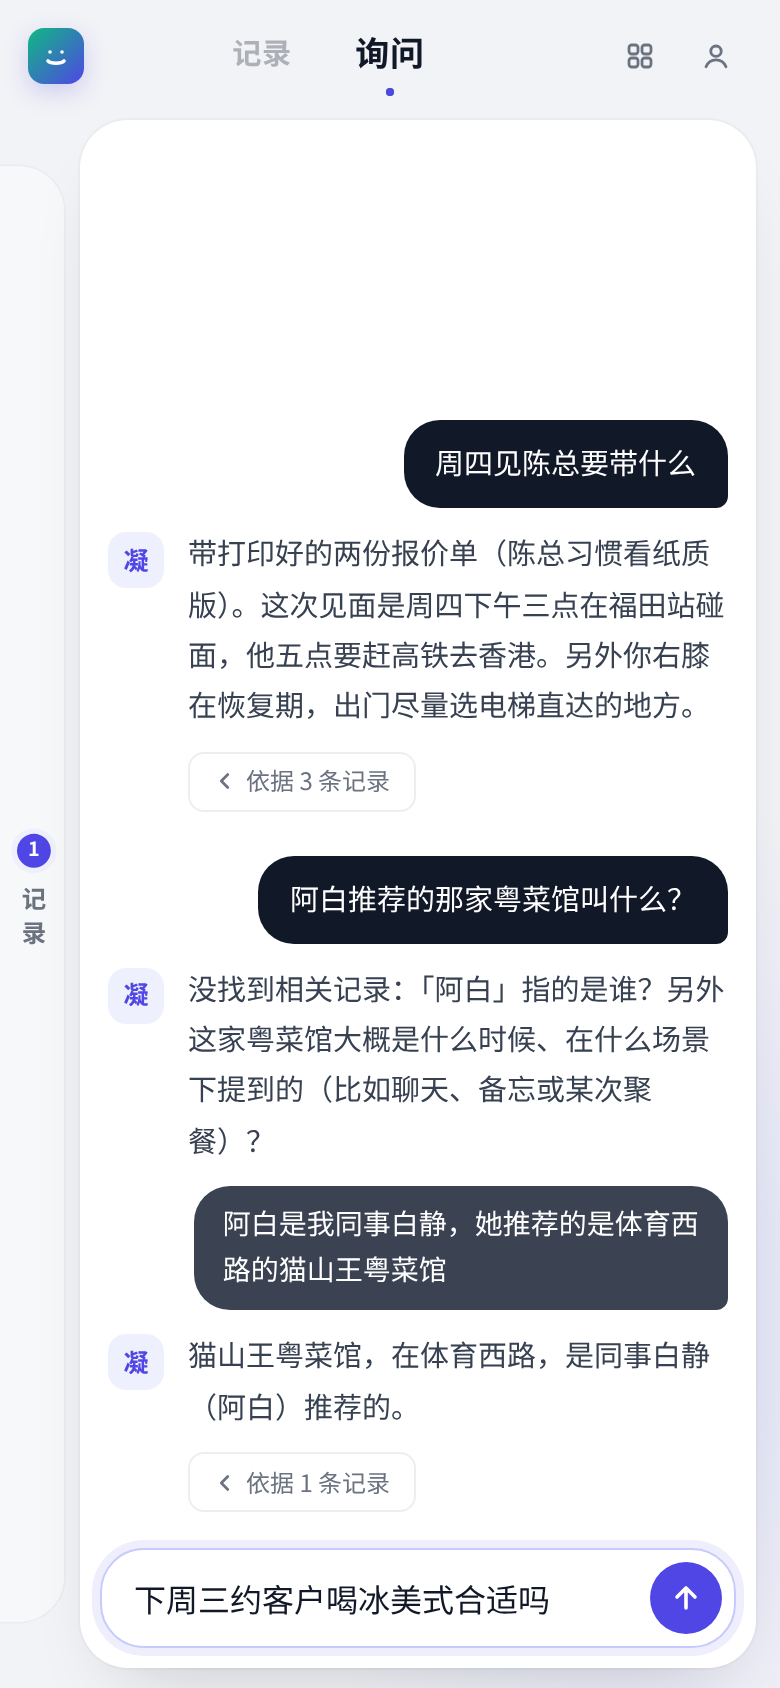 记录
询问
周四见陈总要带什么
凝
带打印好的两份报价单（陈总习惯看纸质
版）。这次见面是周四下午三点在福田站碰
面，他五点要赶高铁去香港。另外你右膝
在恢复期，出门尽量选电梯直达的地方。
依据 3 条记录
1
记
录
阿白推荐的那家粤菜馆叫什么？
凝
没找到相关记录：「阿白」指的是谁？另外
这家粤菜馆大概是什么时候、在什么场景
下提到的（比如聊天、备忘或某次聚
餐）？
阿白是我同事白静，她推荐的是体育西
路的猫山王粤菜馆
凝
猫山王粤菜馆，在体育西路，是同事白静
（阿白）推荐的。
依据 1 条记录
下周三约客户喝冰美式合适吗